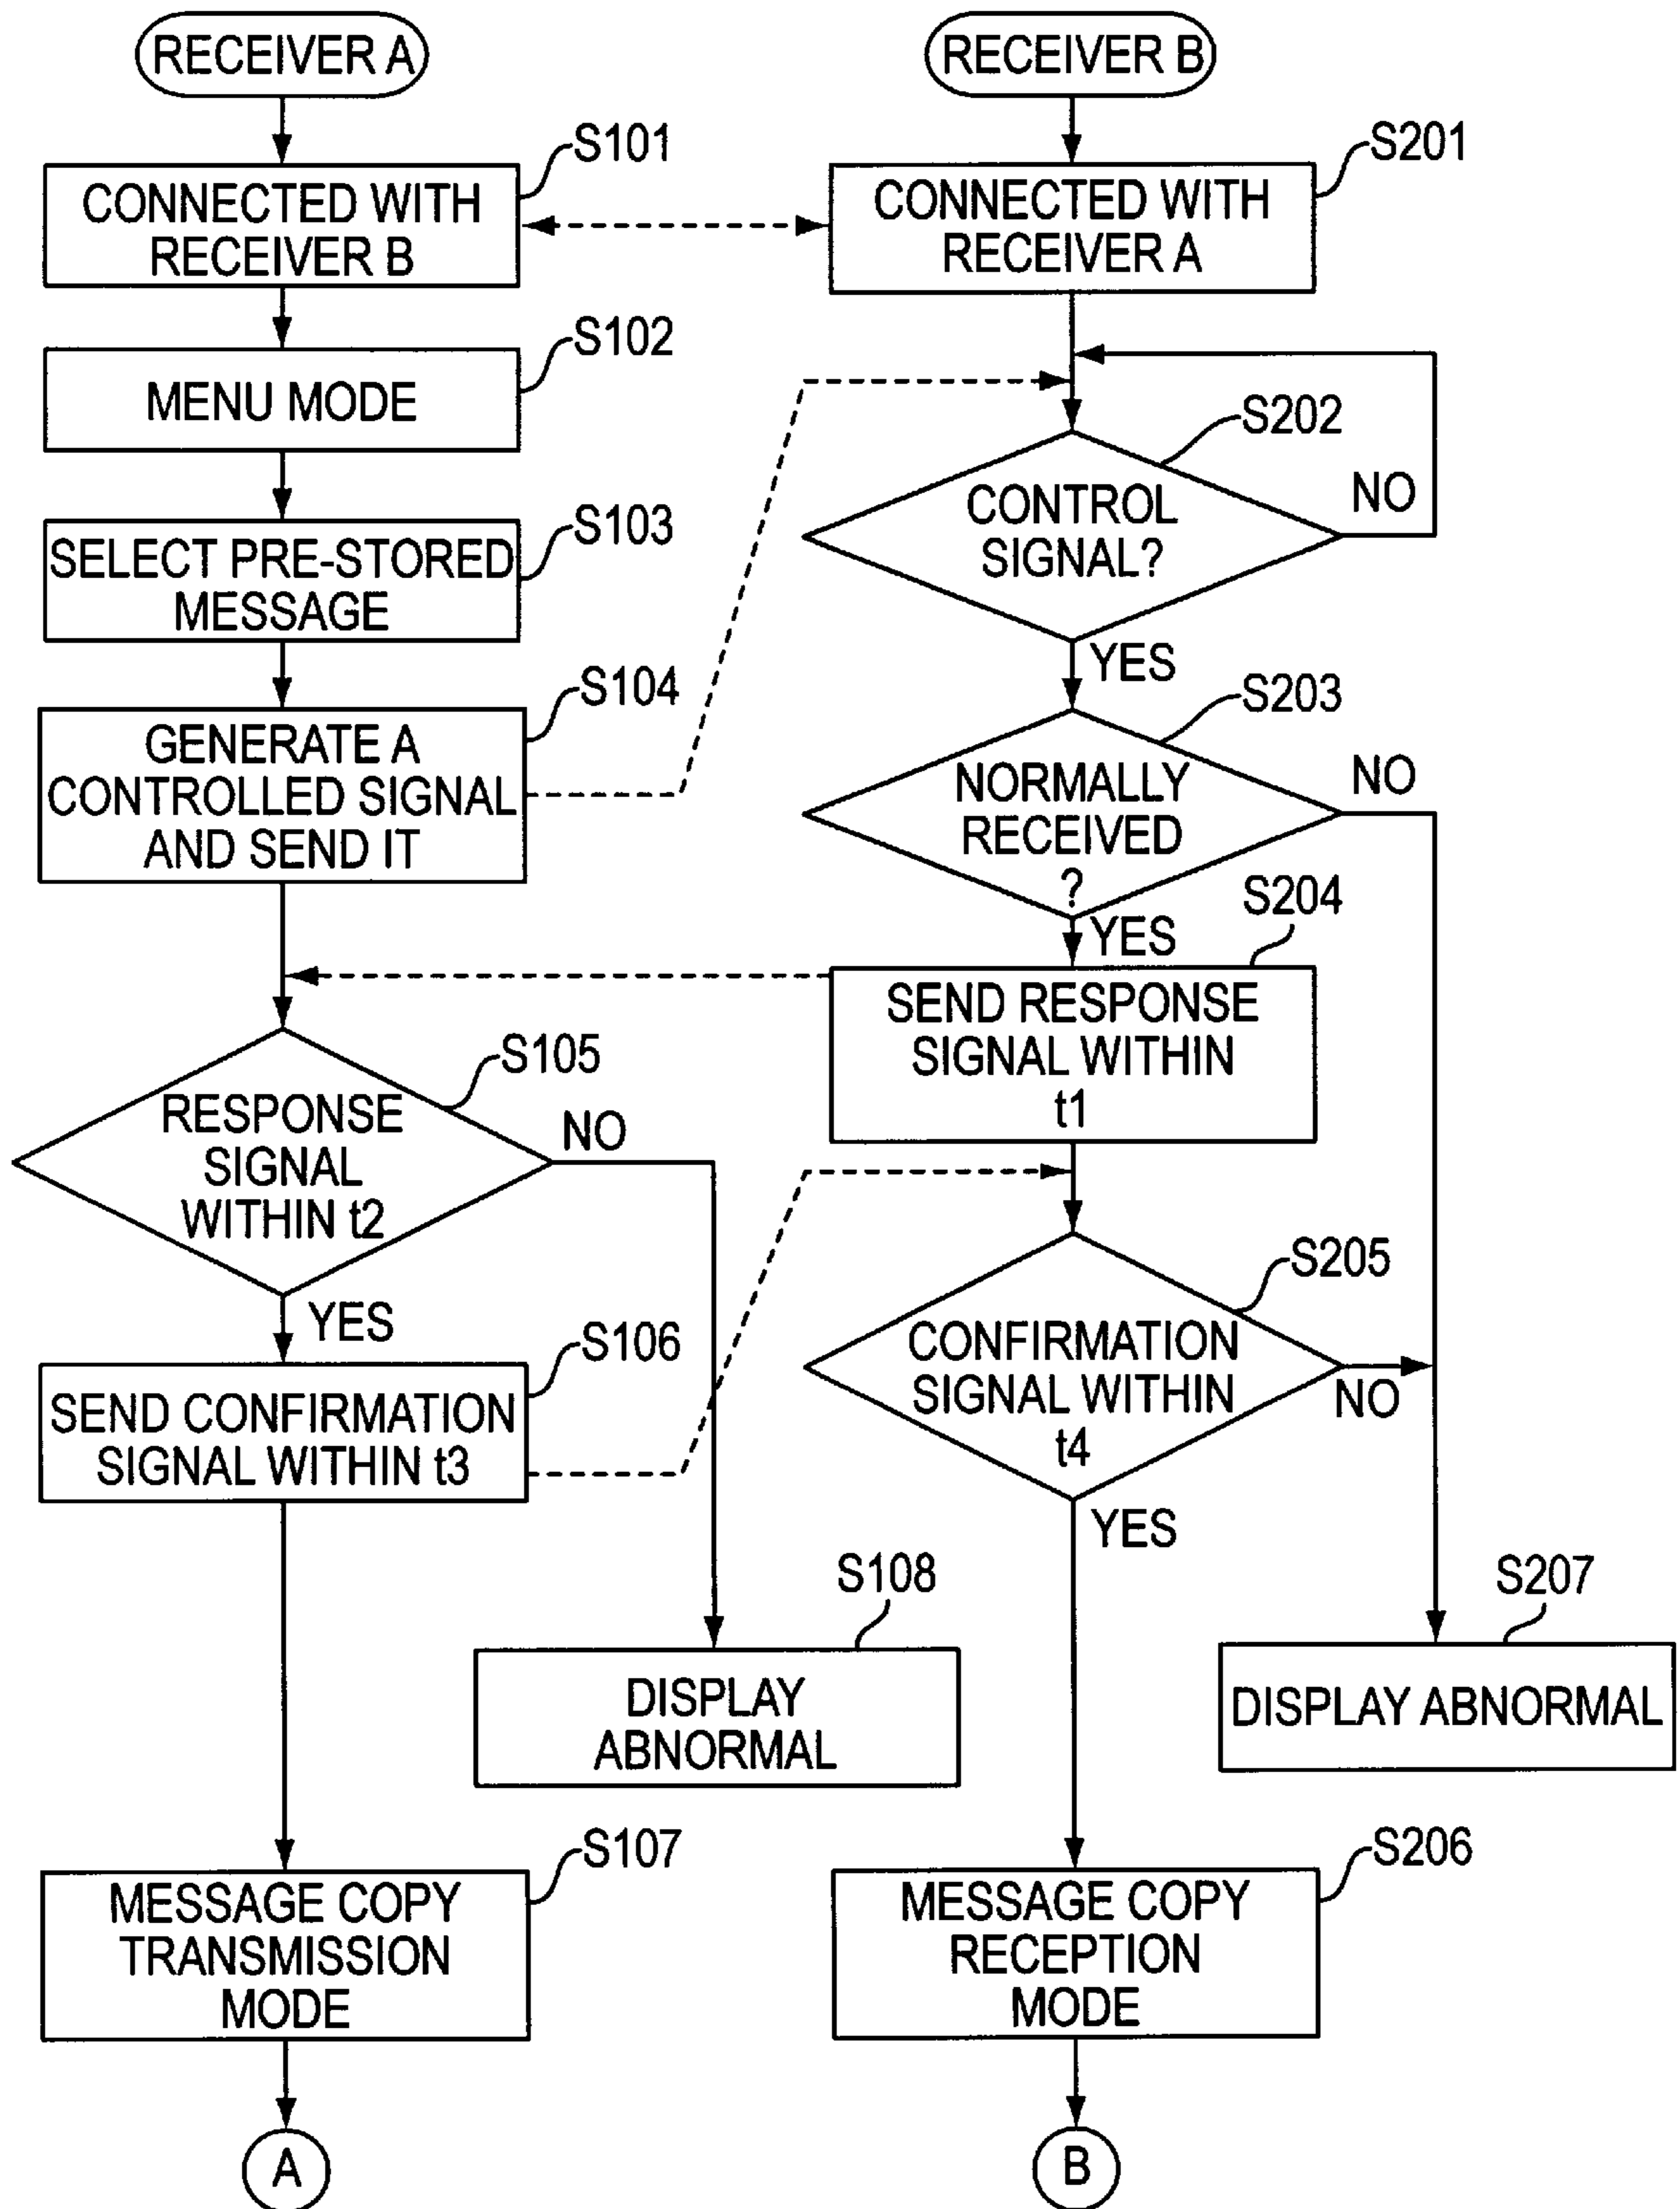 RECEIVER A
S101
CONNECTED WITH
RECEIVER B
S102
MENU MODE
S103
SELECT PRE-STORED
MESSAGE
S104
GENERATE A
CONTROLLED SIGNAL
AND SEND IT
S105
RESPONSE
SIGNAL
WITHIN t2
NO
YES
S106
SEND CONFIRMATION
SIGNAL WITHIN t3
S108
DISPLAY
ABNORMAL
S107
MESSAGE COPY
TRANSMISSION
MODE
A
RECEIVER B
S201
CONNECTED WITH
RECEIVER A
S202
CONTROL
SIGNAL?
NO
YES
S203
NORMALLY
RECEIVED
?
NO
YES
S204
SEND RESPONSE
SIGNAL WITHIN
t1
S205
CONFIRMATION
SIGNAL WITHIN
t4
NO
YES
S207
DISPLAY ABNORMAL
S206
MESSAGE COPY
RECEPTION
MODE
B